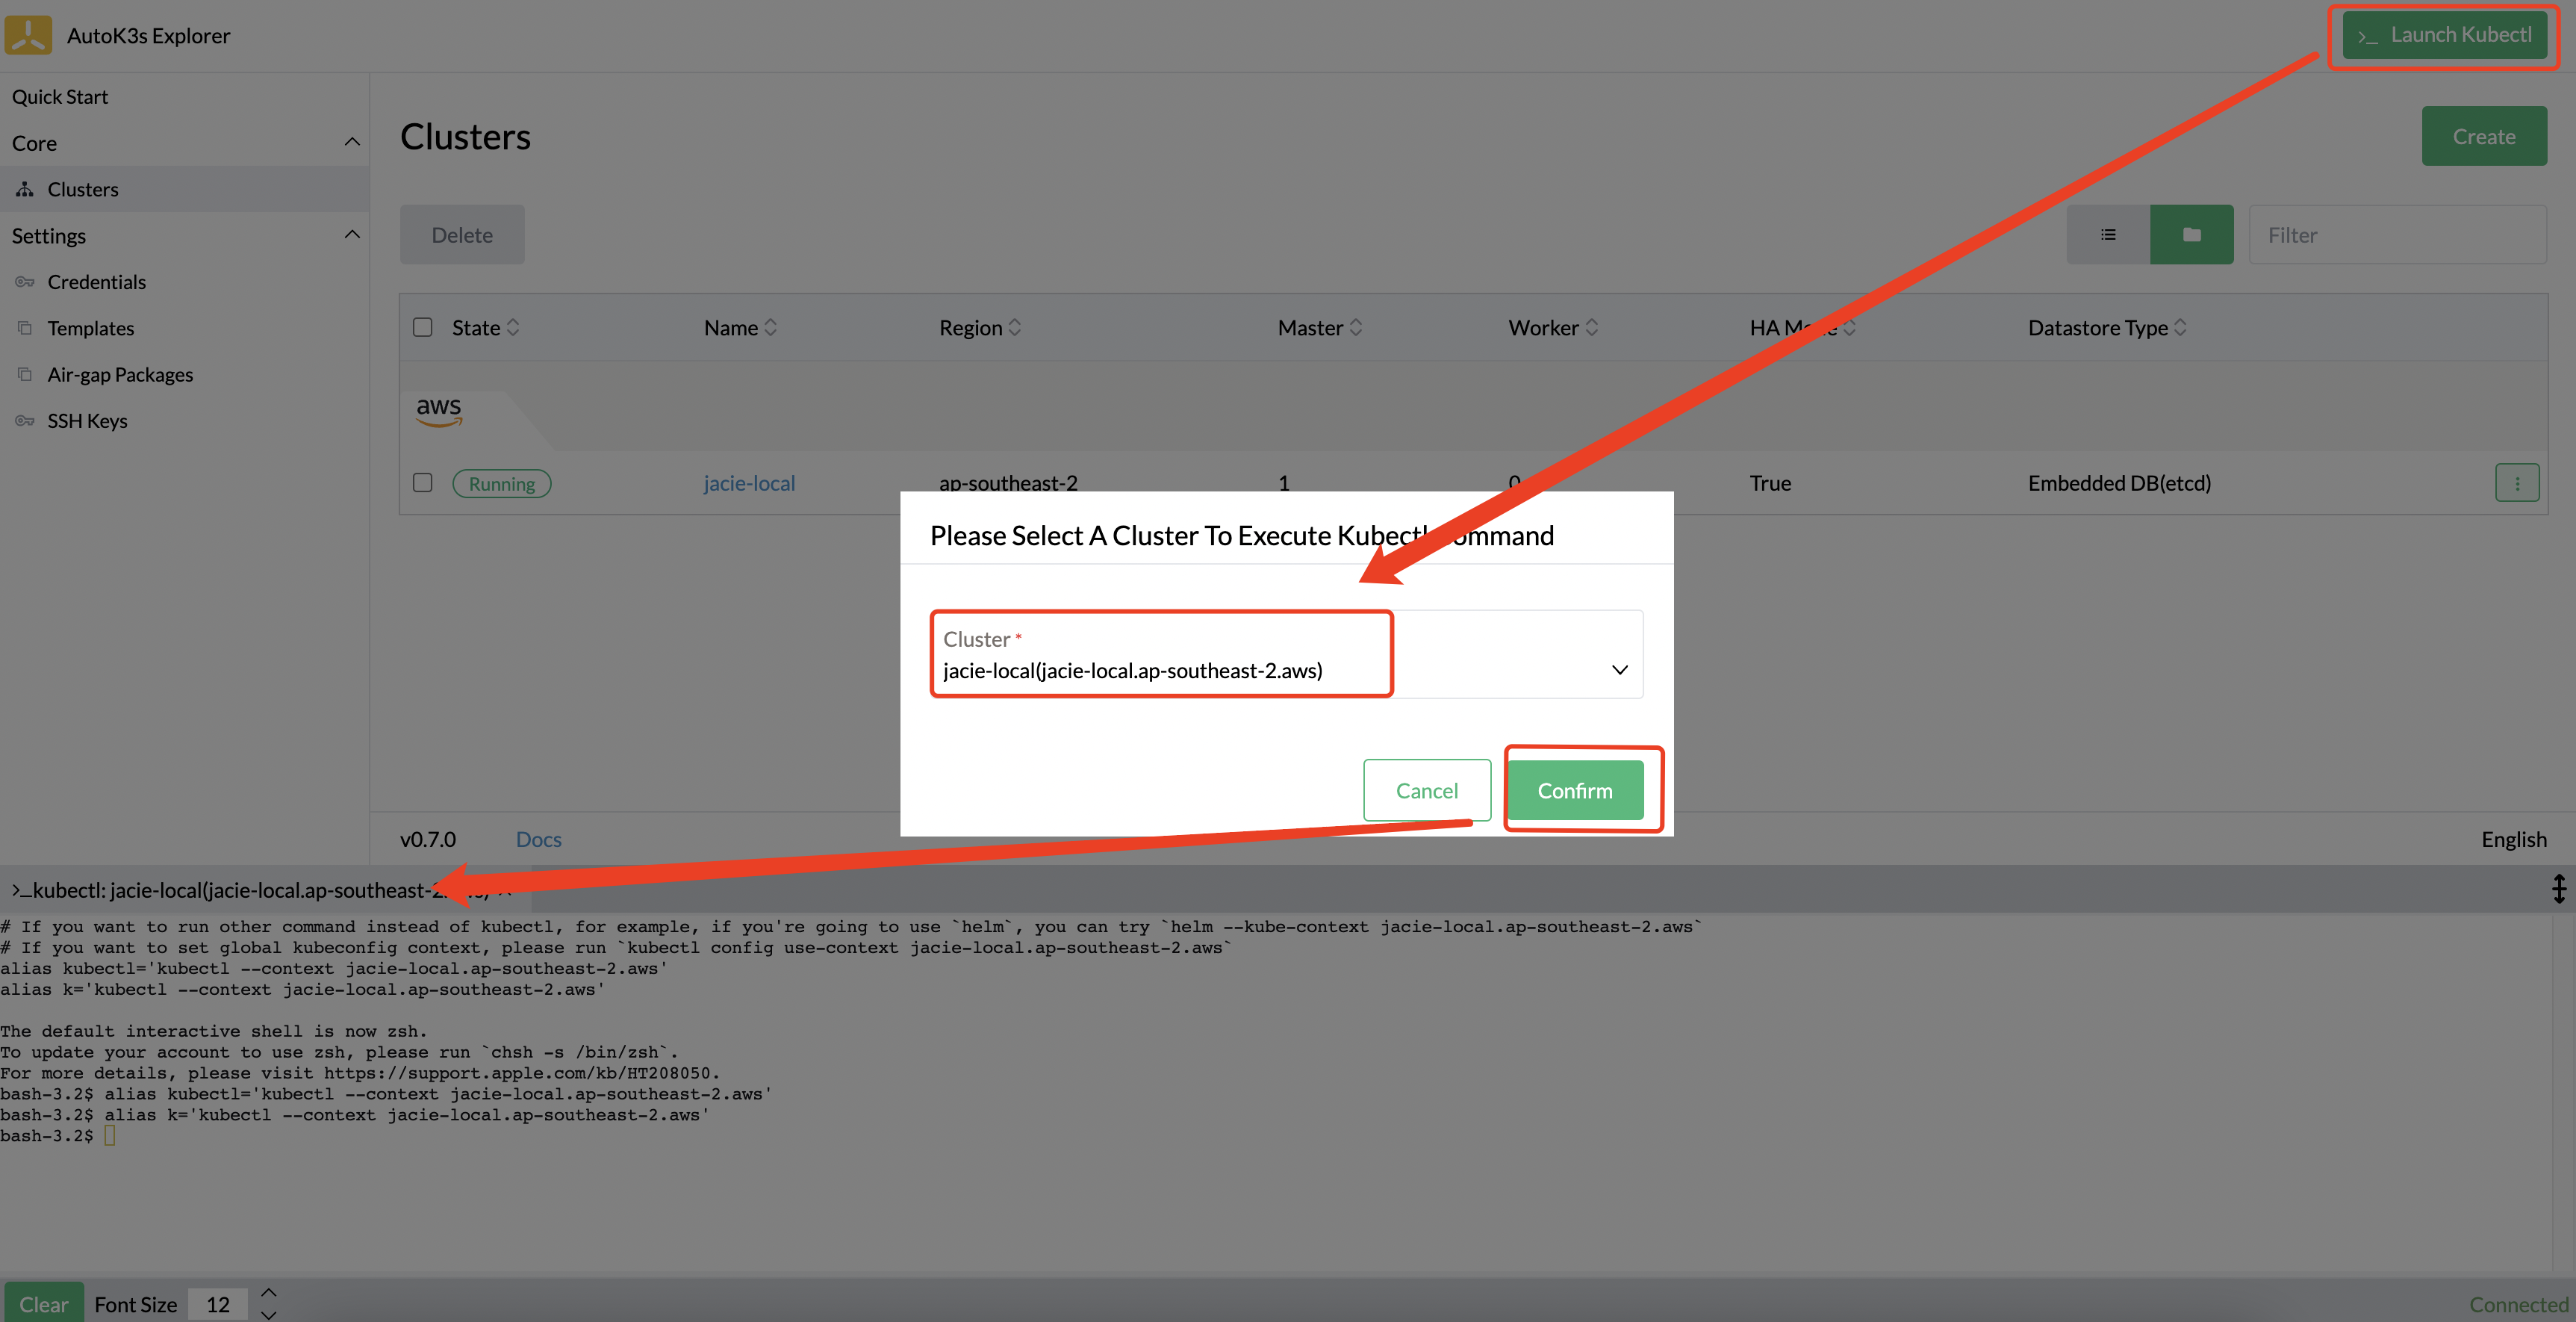 AutoK3s Explorer
>_ Launch Kubectl
Quick Start
Core
Clusters
Settings
Credentials
Templates
Air-gap Packages
SSH Keys
Clusters
Create
Delete
Filter
State Name Region Master Worker HA Datastore Type
aws
Running jacie-local ap-southeast-2 1 0 True Embedded DB(etcd)
Please Select A Cluster To Execute Kubectl Command
Cluster *
jacie-local(jacie-local.ap-southeast-2.aws)
Cancel Confirm
v0.7.0 Docs English
>_kubectl: jacie-local(jacie-local.ap-southeast-2.aws)
# If you want to run other command instead of kubectl, for example, if you're going to use `helm`, you can try `helm --kube-context jacie-local.ap-southeast-2.aws`
# If you want to set global kubeconfig context, please run `kubectl config use-context jacie-local.ap-southeast-2.aws`
alias kubectl='kubectl --context jacie-local.ap-southeast-2.aws'
alias k='kubectl --context jacie-local.ap-southeast-2.aws'
The default interactive shell is now zsh.
To update your account to use zsh, please run `chsh -s /bin/zsh`.
For more details, please visit https://support.apple.com/kb/HT208050.
bash-3.2$ alias kubectl='kubectl --context jacie-local.ap-southeast-2.aws'
bash-3.2$ alias k='kubectl --context jacie-local.ap-southeast-2.aws'
bash-3.2$
Clear Font Size 12 Connected